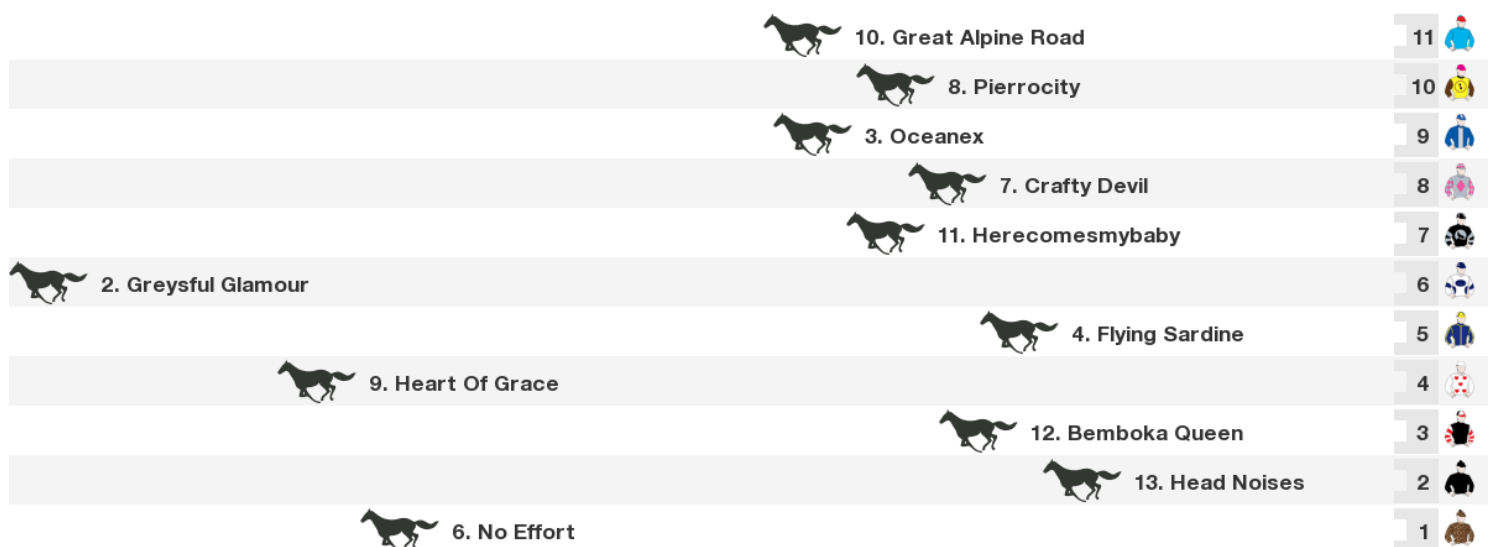 10. Great Alpine Road 11
8. Pierrocity 10
3. Oceanex 9
7. Crafty Devil 8
11. Herecomesmybaby 7
2. Greysful Glamour 6
4. Flying Sardine 5
9. Heart Of Grace 4
12. Bemboka Queen 3
13. Head Noises 2
6. No Effort 1